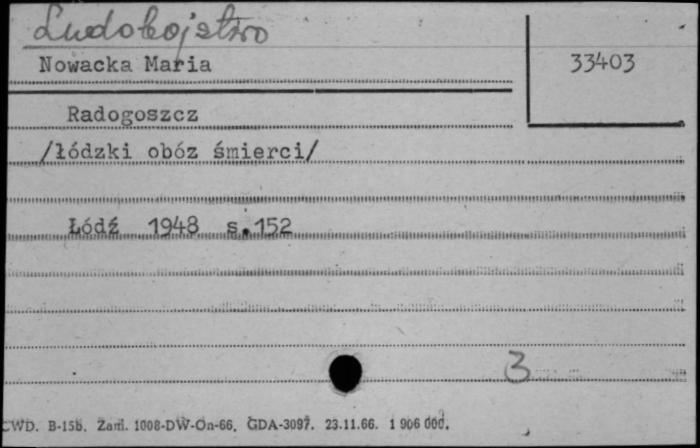 Ludobójstwo
Nowacka Maria
33403
Radogoszcz
/łódzki obóz śmierci/
Łódź 1948 s.152
3
CWD. B-15b. Zam. 1008-DW-On-66. GDA-3097. 23.11.66. 1 906 000.